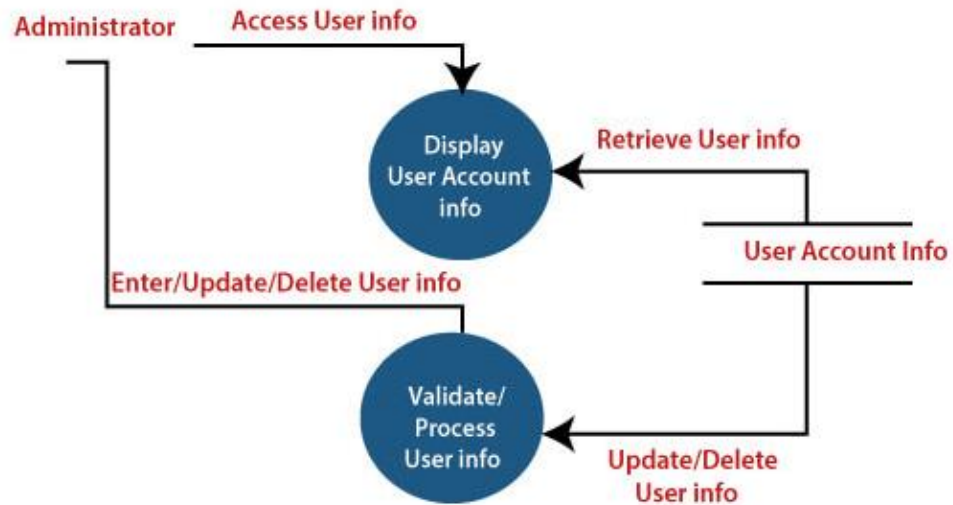 Administrator
Access User info
Display
User Account
info
Retrieve User info
User Account Info
Enter/Update/Delete User info
Validate/
Process
User info
Update/Delete
User info